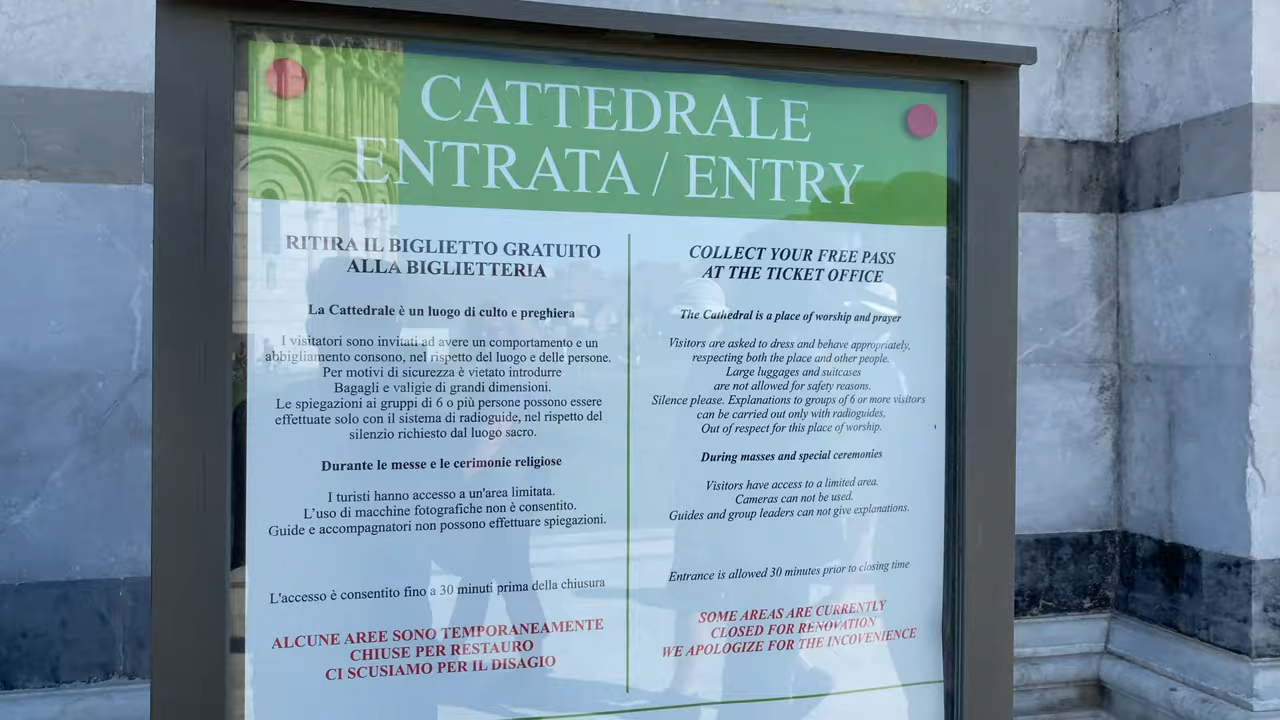 CATTEDRALE
ENTRATA / ENTRY
RITIRA IL BIGLIETTO GRATUITO
ALLA BIGLIETTERIA
La Cattedrale è un luogo di culto e preghiera
I visitatori sono invitati ad avere un comportamento e un
abbigliamento consono, nel rispetto del luogo e delle persone.
Per motivi di sicurezza è vietato introdurre
Bagagli e valigie di grandi dimensioni.
Le spiegazioni ai gruppi di 6 o più persone possono essere
effettuate solo con il sistema di radioguide, nel rispetto del
silenzio richiesto dal luogo sacro.
Durante le messe e le cerimonie religiose
I turisti hanno accesso a un'area limitata.
L'uso di macchine fotografiche non è consentito.
Guide e accompagnatori non possono effettuare spiegazioni.
L'accesso è consentito fino a 30 minuti prima della chiusura
ALCUNE AREE SONO TEMPORANEAMENTE
CHIUSE PER RESTAURO
CI SCUSIAMO PER IL DISAGIO
COLLECT YOUR FREE PASS
AT THE TICKET OFFICE
The Cathedral is a place of worship and prayer
Visitors are asked to dress and behave appropriately,
respecting both the place and other people.
Large luggages and suitcases
are not allowed for safety reasons.
Silence please. Explanations to groups of 6 or more visitors
can be carried out only with radioguides,
Out of respect for this place of worship.
During masses and special ceremonies
Visitors have access to a limited area.
Cameras can not be used.
Guides and group leaders can not give explanations.
Entrance is allowed 30 minutes prior to closing time
SOME AREAS ARE CURRENTLY
CLOSED FOR RENOVATION
WE APOLOGIZE FOR THE INCOVENIENCE